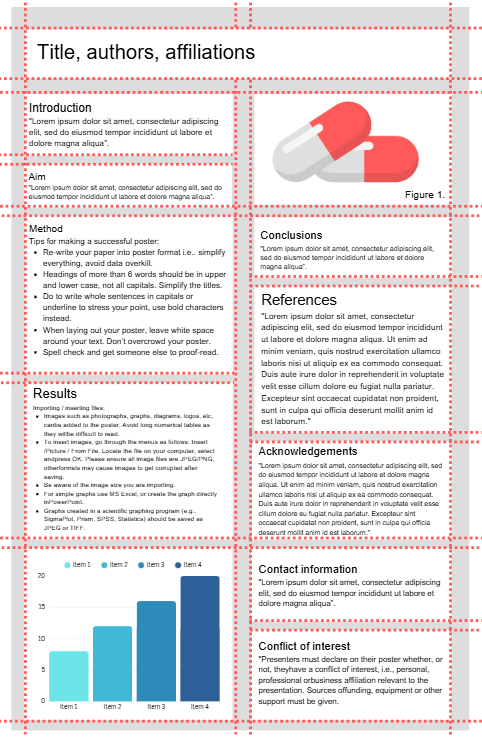 Title, authors, affiliations
Introduction
"Lorem ipsum dolor sit amet, consectetur adipiscing
elit, sed do eiusmod tempor incididunt ut labore et
dolore magna aliqua".
Aim
"Lorem ipsum dolor sit amet, consectetur adipiscing elit, sed do
eiusmod tempor incididunt ut labore et dolore magna aliqua".
Method
Tips for making a successful poster:
• Re-write your paper into poster format i.e.. simplify
everything, avoid data overkill.
• Headings of more than 6 words should be in upper
and lower case, not all capitals. Simplify the titles.
• Do to write whole sentences in capitals or
underline to stress your point, use bold characters
instead.
• When laying out your poster, leave white space
around your text. Don't overcrowd your poster.
• Spell check and get someone else to proof-read.
Results
Importing / inserting files:
• Images such as photographs, graphs, diagrams, logos, etc,
canbe added to the poster. Avoid long numerical tables as
they willbe difficult to read.
• To insert images, go through the menus as follows: Insert
/Picture / From File. Locate the file on your computer, select
andpress OK. Please ensure all image files are JPEG/PNG,
otherformals may cause images to get corrupted after
saving.
• Be aware of the image size you are importing.
• For simple graphs use MS Excel, or create the graph directly
inPowerPoint.
• Graphs created in a scientific graphing program (e.g.,
SigmaPlot, Prism, SPSS, Statistics) should be saved as
JPEG or TIFF.
Item 1 Item 2 Item 3 Item 4
20
15
10
5
0
Item 1 Item 2 Item 3 Item 4
Figure 1.
Conclusions
"Lorem ipsum dolor sit amet, consectetur adipiscing elit,
sed do eiusmod tempor incididunt ut labore et dolore
magna aliqua".
References
"Lorem ipsum dolor sit amet, consectetur
adipiscing elit, sed do eiusmod tempor incididunt
ut labore et dolore magna aliqua. Ut enim ad
minim veniam, quis nostrud exercitation ullamco
laboris nisi ut aliquip ex ea commodo consequat.
Duis aute irure dolor in reprehenderit in voluptate
velit esse cillum dolore eu fugiat nulla pariatur.
Excepteur sint occaecat cupidatat non proident,
sunt in culpa qui officia deserunt mollit anim id
est laborum."
Acknowledgements
"Lorem ipsum dolor sit amet, consectetur adipiscing elit, sed
do eiusmod tempor incididunt ut labore et dolore magna
aliqua. Ut enim ad minim veniam, quis nostrud exercitation
ullamco laboris nisi ut aliquip ex ea commodo consequat.
Duis aute irure dolor in reprehenderit in voluptate velit esse
cillum dolore eu fugiat nulla pariatur. Excepteur sint
occaecat cupidatat non proident, sunt in culpa qui officia
deserunt mollit anim id est laborum."
Contact information
"Lorem ipsum dolor sit amet, consectetur adipiscing
elit, sed do eiusmod tempor incididunt ut labore et
dolore magna aliqua".
Conflict of interest
"Presenters must declare on their poster whether, or
not, theyhave a conflict of interest, i.e., personal,
professional orbusiness affiliation relevant to the
presentation. Sources offunding, equipment or other
support must be given.